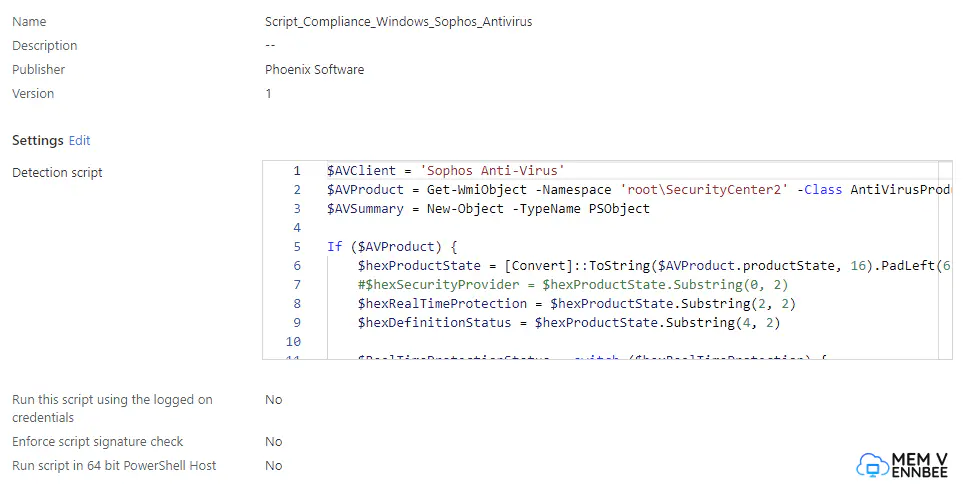 Name Script_Compliance_Windows_Sophos_Antivirus
Description --
Publisher Phoenix Software
Version 1
Settings Edit
Detection script
1 $AVClient = 'Sophos Anti-Virus'
2 $AVProduct = Get-WmiObject -Namespace 'root\SecurityCenter2' -Class AntiVirusProd
3 $AVSummary = New-Object -TypeName PSObject
4
5 If ($AVProduct) {
6 $hexProductState = [Convert]::ToString($AVProduct.productState, 16).PadLeft(6
7 #$hexSecurityProvider = $hexProductState.Substring(0, 2)
8 $hexRealTimeProtection = $hexProductState.Substring(2, 2)
9 $hexDefinitionStatus = $hexProductState.Substring(4, 2)
10
Run this script using the logged on No
credentials
Enforce script signature check No
Run script in 64 bit PowerShell Host No
MEM V
ENNBEE